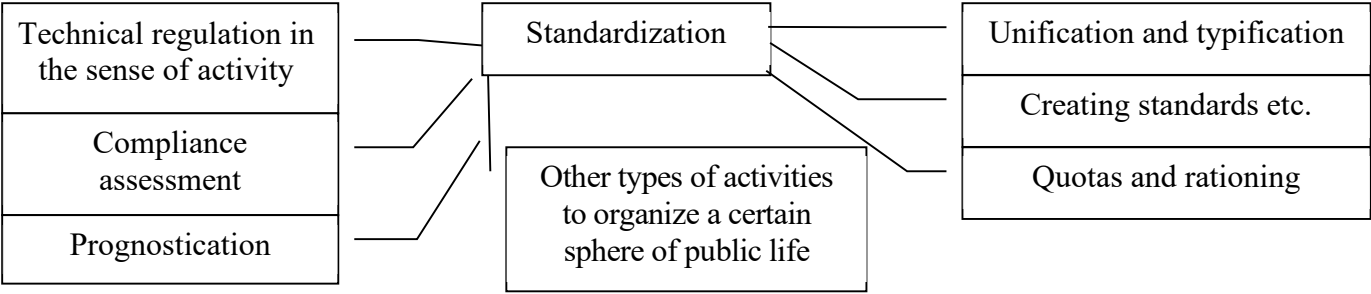 Technical regulation in
the sense of activity
Compliance
assessment
Prognostication
Standardization
Other types of activities
to organize a certain
sphere of public life
Unification and typification
Creating standards etc.
Quotas and rationing